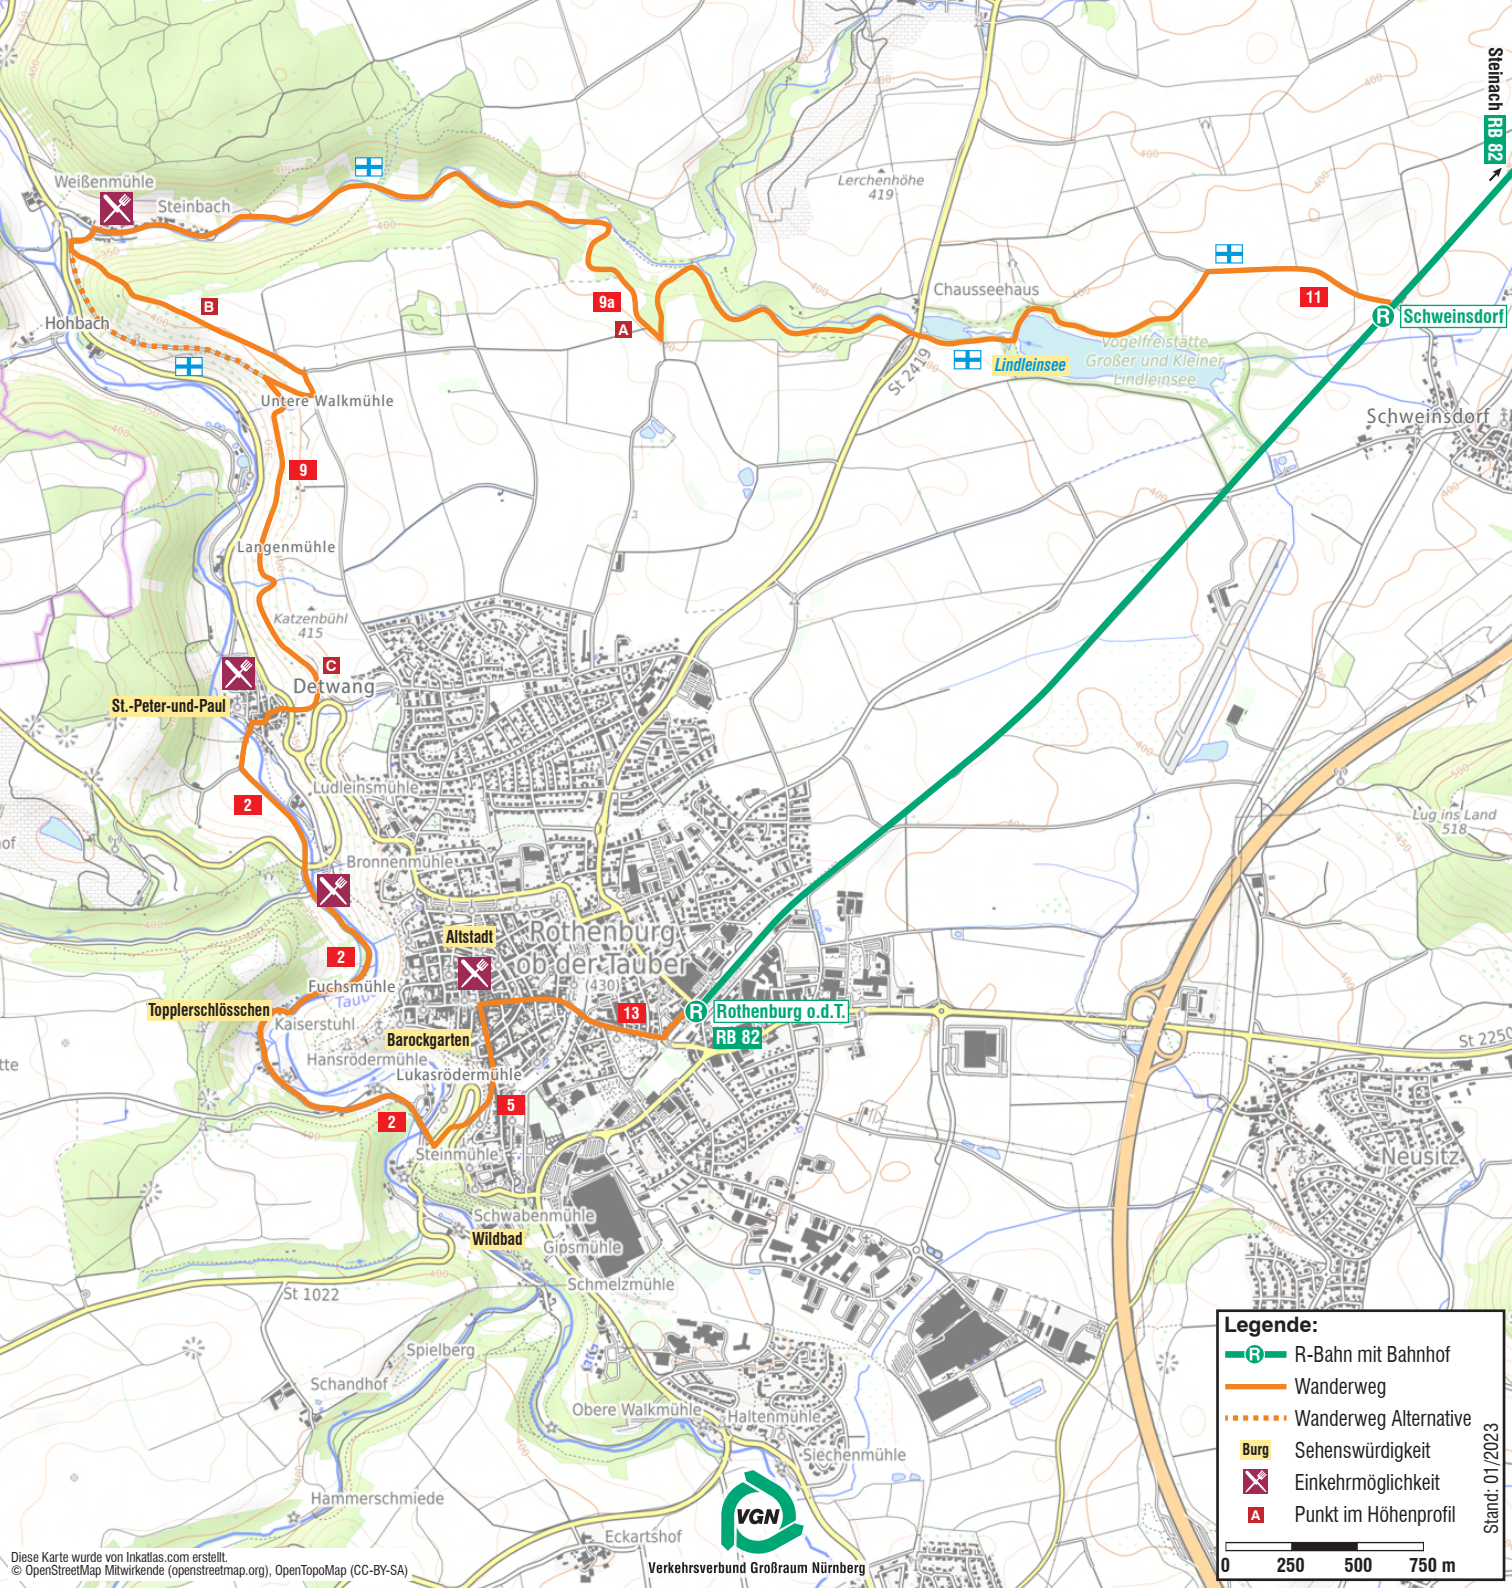 Steinach RB 82
Weißenmühle
Steinbach
Lerchenhöhe
419
Chausseehaus
9a
A
B
11
Schweinsdorf
Hohbach
Lindleinsee
Vogelfreistätte
Großer und Kleiner
Lindleinsee
St 2419
Untere Walkmühle
Schweinsdorf
9
Langenmühle
Katzenbühl
415
C
Detwang
St.-Peter-und-Paul
A 7
2
Ludleinsmühle
Lug ins Land
518
Bronnenmühle
Altstadt
Rothenburg
ob der Tauber
(430)
2
Fuchsmühle
Tauber
Topplerschlösschen
Kaiserstuhl
13
Rothenburg o.d.T.
RB 82
Barockgarten
Hansrödermühle
Lukasrödermühle
St 2250
5
2
Steinmühle
Neusitz
Schwabenmühle
Wildbad
Gipsmühle
Schmelzmühle
St 1022
Spielberg
Schandhof
Obere Walkmühle
Haltenmühle
Siechenmühle
Hammerschmiede
Eckartshof
VGN
Verkehrsverbund Großraum Nürnberg
Legende:
R-Bahn mit Bahnhof
Wanderweg
Wanderweg Alternative
Burg Sehenswürdigkeit
Einkehrmöglichkeit
A Punkt im Höhenprofil
0 250 500 750 m
Stand: 01/2023
Diese Karte wurde von Inkatlas.com erstellt.
© OpenStreetMap Mitwirkende (openstreetmap.org), OpenTopoMap (CC-BY-SA)